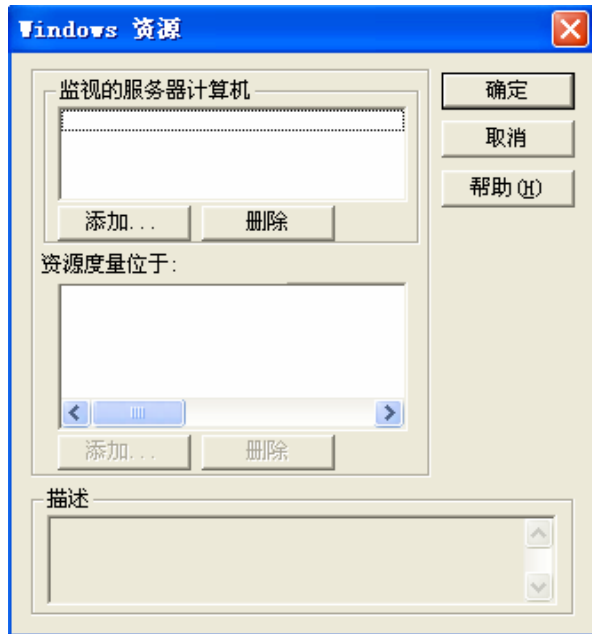 Windows 资源
监视的服务器计算机
确定
取消
帮助(H)
添加...
删除
资源度量位于:
添加...
删除
描述